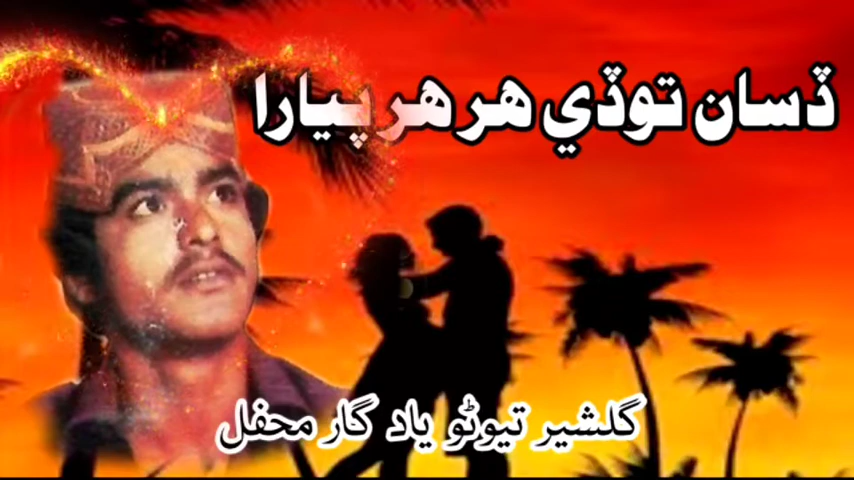 ڏسان توڏي هر هر پيارا
گلشير تيوڻو ياد گار محفل